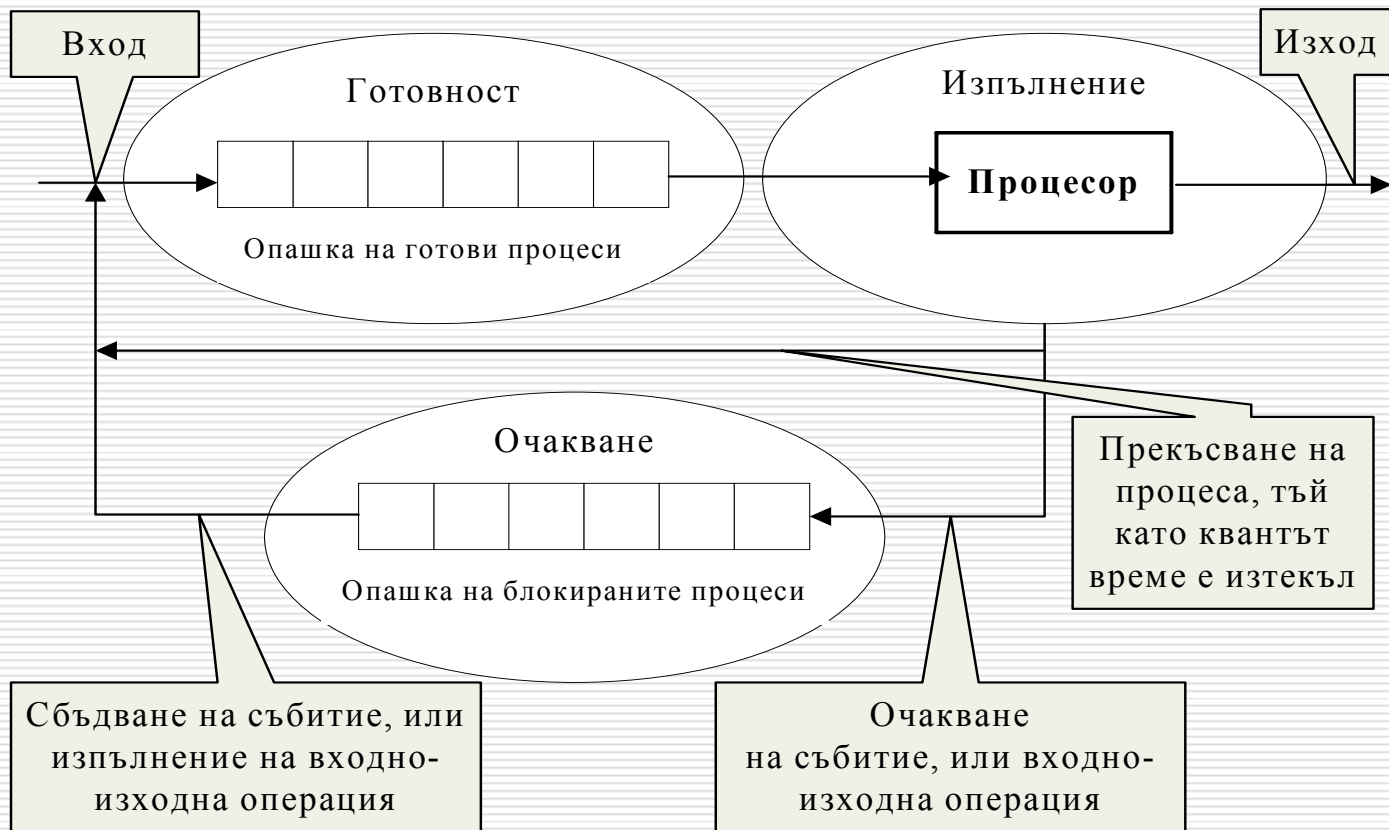 Вход
Изход
Готовност
Изпълнение
Процесор
Опашка на готови процеси
Очакване
Прекъсване на
процеса, тъй
като квантът
време е изтекъл
Опашка на блокираните процеси
Сбъдване на събитие, или
изпълнение на входно-
изходна операция
Очакване
на събитие, или входно-
изходна операция